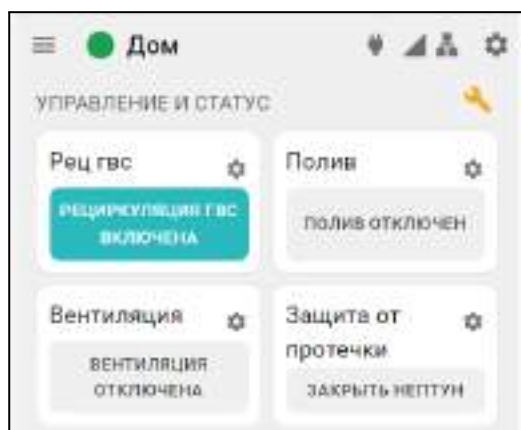 Дом
УПРАВЛЕНИЕ И СТАТУС
Рец гвс
РЕЦИРКУЛЯЦИЯ ГВС
ВКЛЮЧЕНА
Полив
ПОЛИВ ОТКЛЮЧЕН
Вентиляция
ВЕНТИЛЯЦИЯ
ОТКЛЮЧЕНА
Защита от
протечки
ЗАКРЫТЬ НЕПТУН